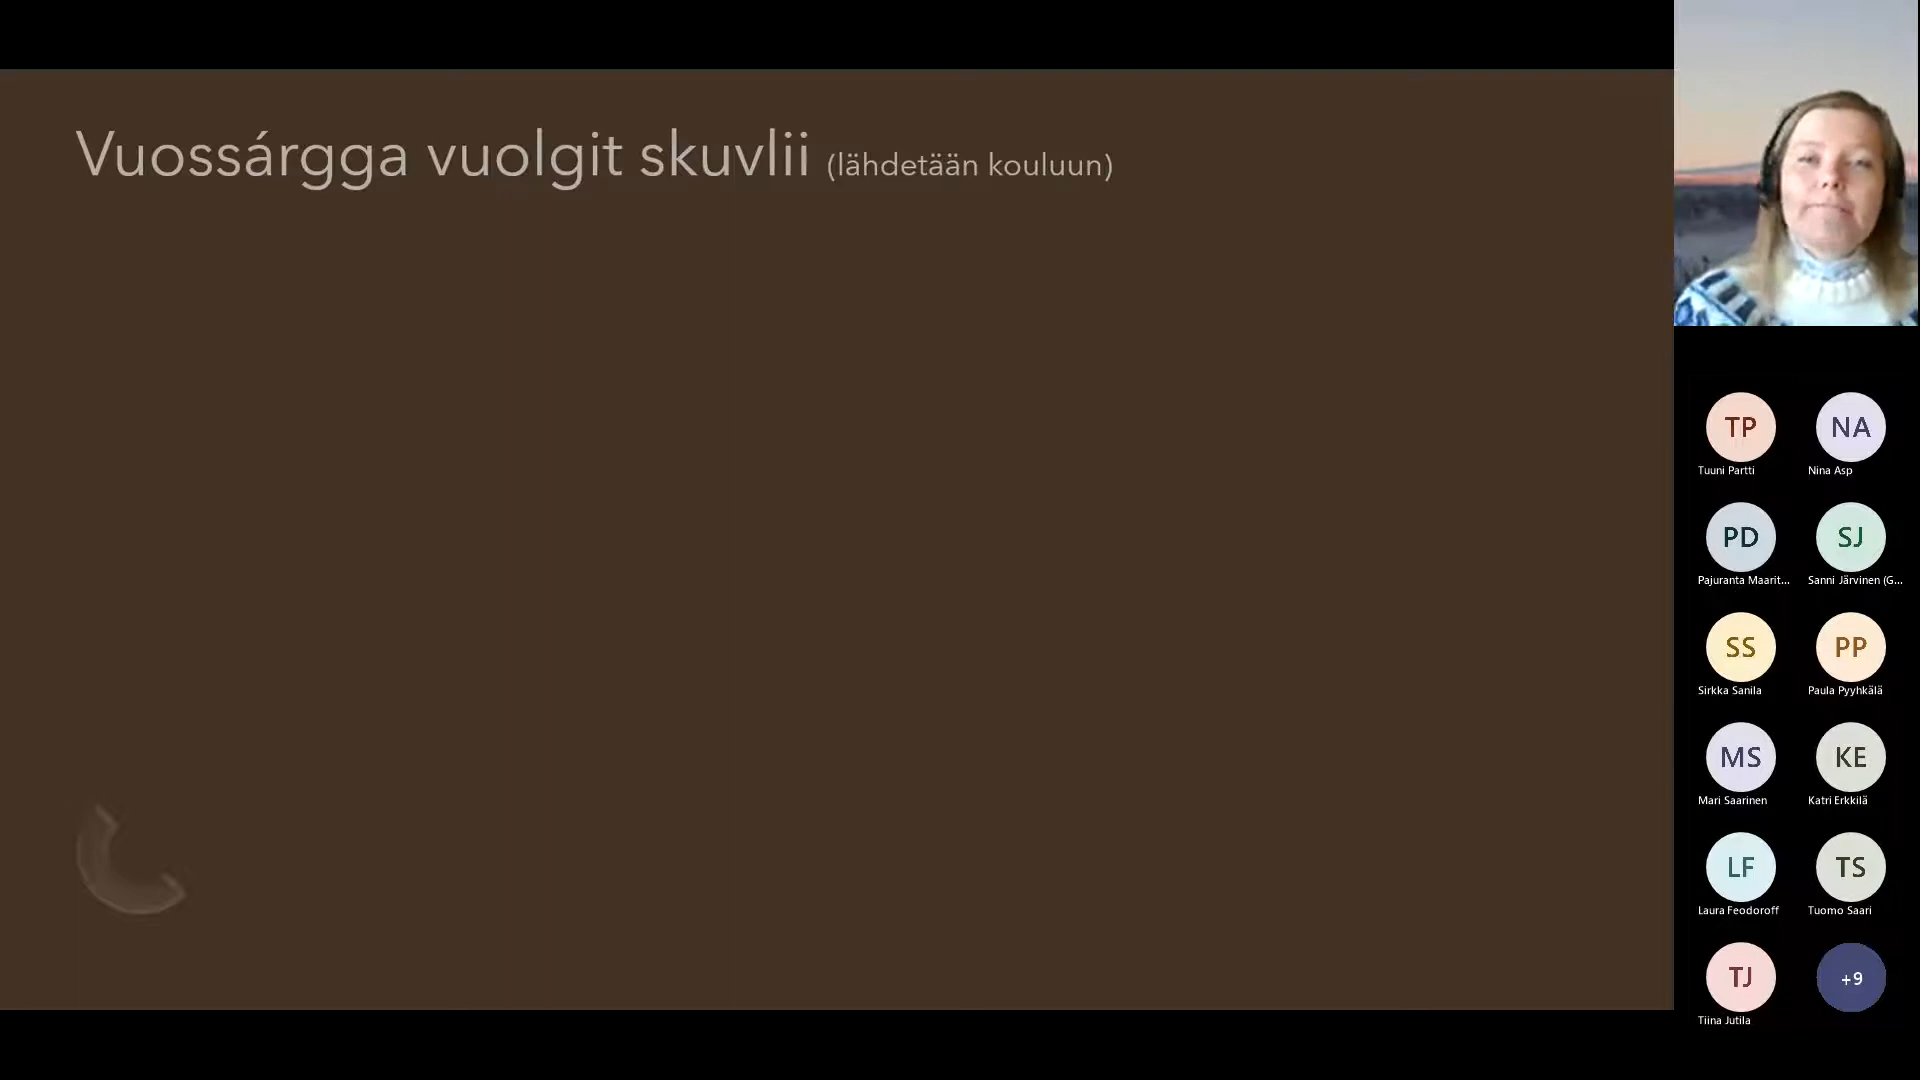 Vuossárgga vuolgit skuvlii (lähdetään kouluun)
TP
NA
Tuuni Partti
Nina Asp
PD
SJ
Pajuranta Maarit...
Sanni Järvinen (G...
SS
PP
Sirkka Sanila
Paula Pyyhkälä
MS
KE
Mari Saarinen
Katri Erkkilä
LF
TS
Laura Feodoroff
Tuomo Saari
TJ
+9
Tiina Jutila